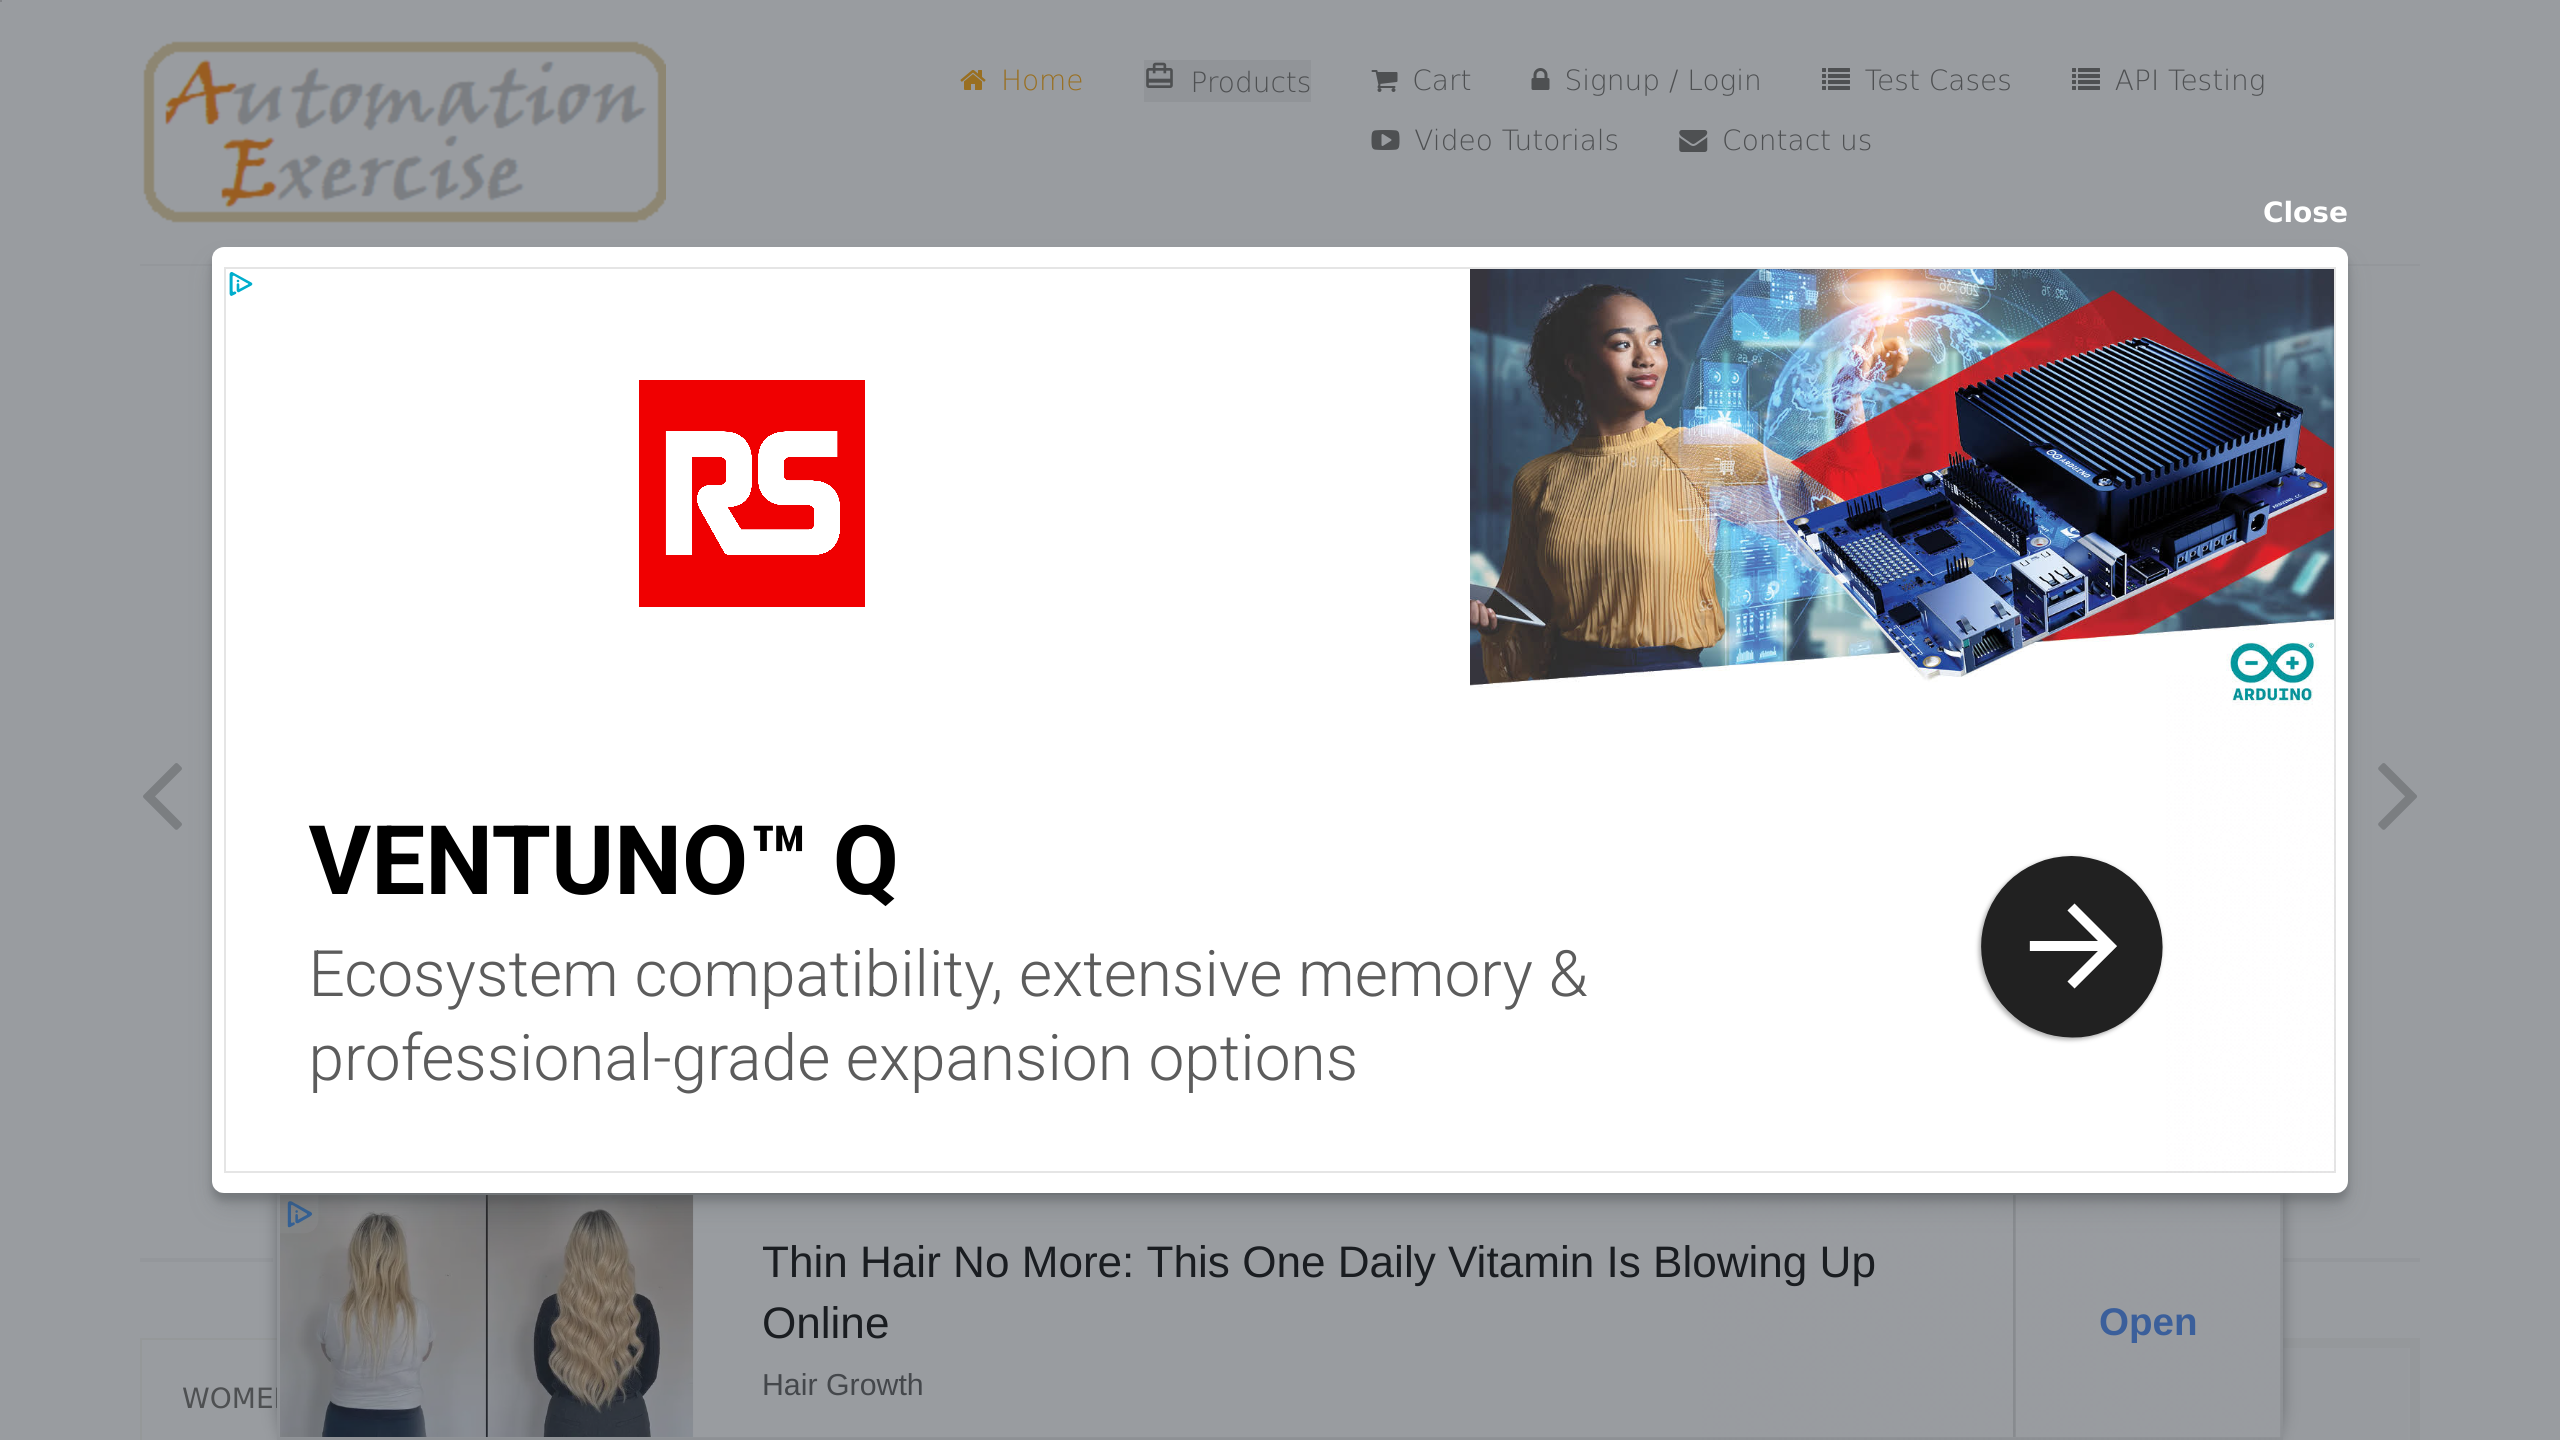 Automation
Exercise
Home
Products
Cart
Signup / Login
Test Cases
API Testing
Video Tutorials
Contact us
Close
RS
ARDUINO
VENTUNO™ Q
Ecosystem compatibility, extensive memory &
professional-grade expansion options
Thin Hair No More: This One Daily Vitamin Is Blowing Up
Online
Hair Growth
Open